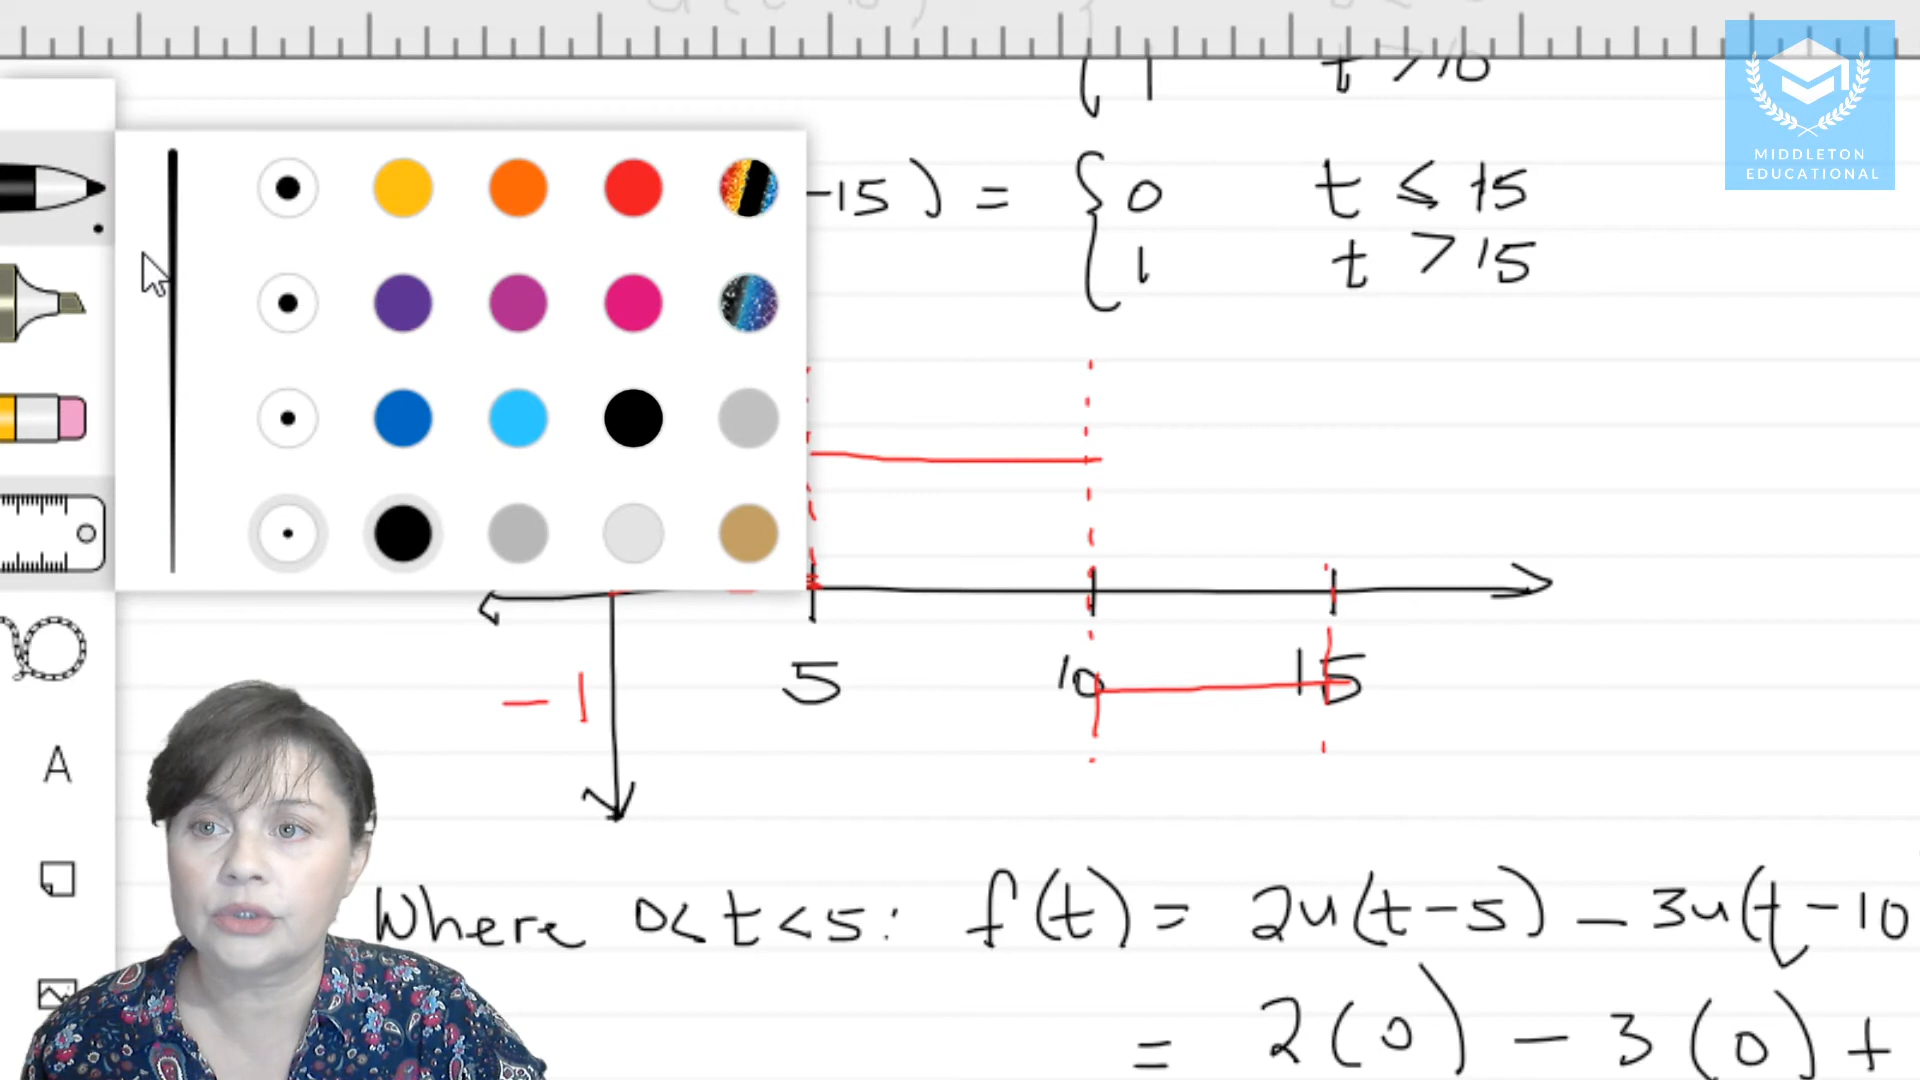 1 t > 10
-15) = { 0 t ≤ 15
1 t > 15
MIDDLETON
EDUCATIONAL
5 10 15
-1
A
Where 0 < t < 5 : f(t) = 2u(t-5) - 3u(t-10
= 2(0) - 3(0) +